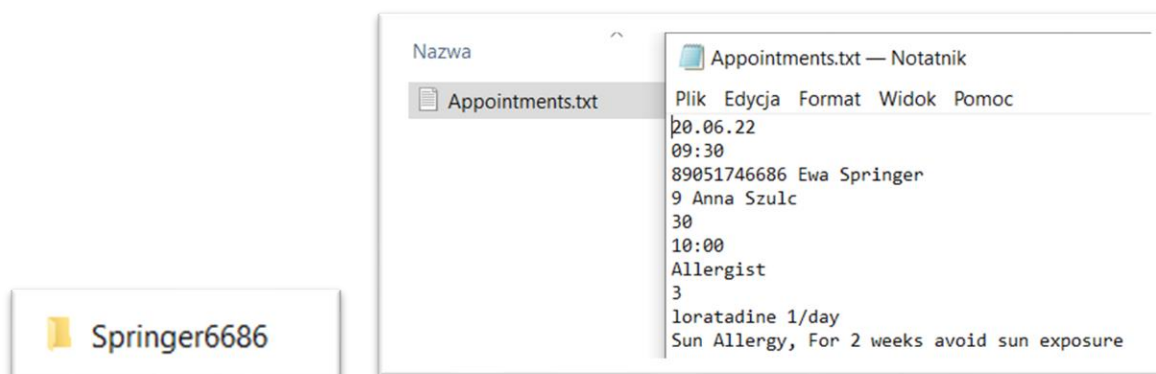 Springer6686
Nazwa
Appointments.txt
Appointments.txt — Notatnik
Plik Edycja Format Widok Pomoc
20.06.22
09:30
89051746686 Ewa Springer
9 Anna Szulc
30
10:00
Allergist
3
loratadine 1/day
Sun Allergy, For 2 weeks avoid sun exposure